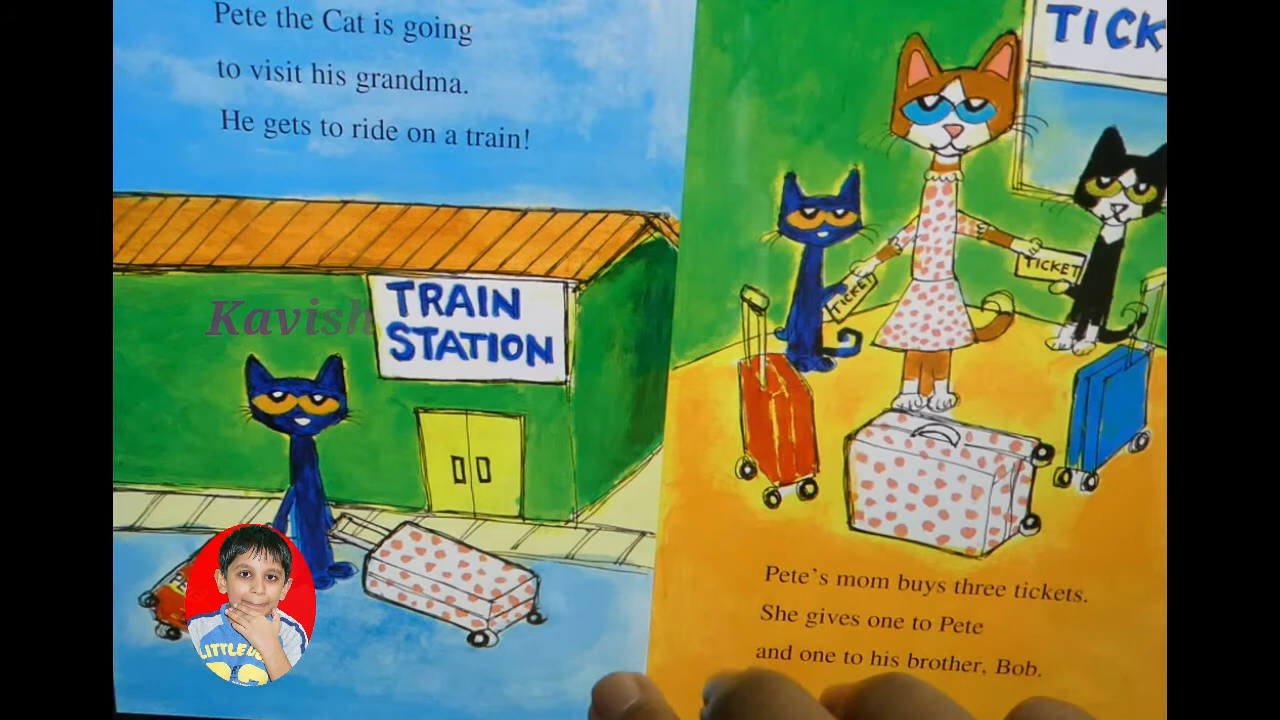 Pete the Cat is going
to visit his grandma.
He gets to ride on a train!
TRAIN
STATION
Kavish
LITTLE
TICK
TICKET
TICKET
Pete's mom buys three tickets.
She gives one to Pete
and one to his brother, Bob.